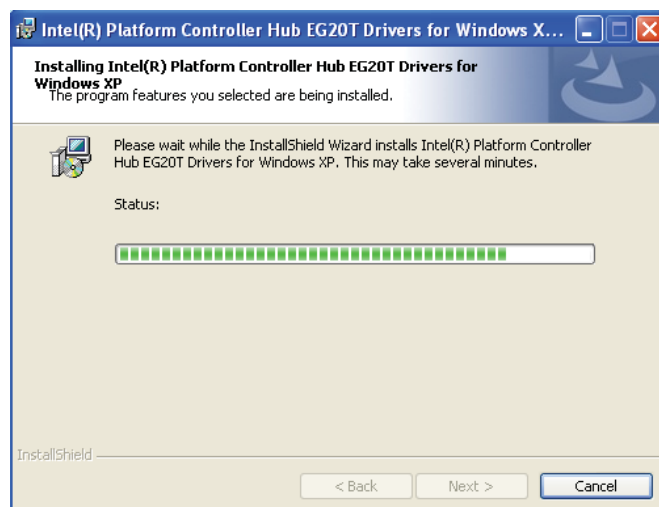 Intel(R) Platform Controller Hub EG20T Drivers for Windows X...
Installing Intel(R) Platform Controller Hub EG20T Drivers for
Windows XP
The program features you selected are being installed.
Please wait while the InstallShield Wizard installs Intel(R) Platform Controller
Hub EG20T Drivers for Windows XP. This may take several minutes.
Status:
InstallShield
< Back
Next >
Cancel